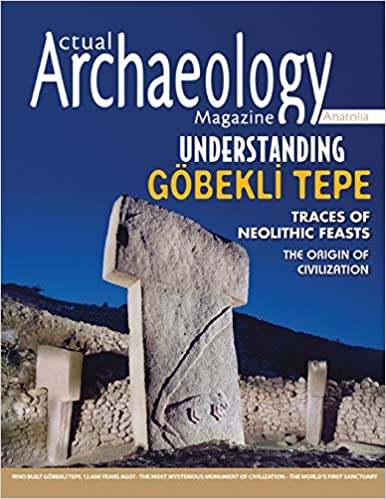 Actual
Archaeology
Magazine
Anatolia
UNDERSTANDING
GÖBEKLİ TEPE
TRACES OF
NEOLITHIC FEASTS
THE ORIGIN OF
CIVILIZATION
WHO BUILT GÖBEKLİ TEPE 12.000 YEARS AGO? - THE MOST MYSTERIOUS MONUMENT OF CIVILIZATION - THE WORLD'S FIRST SANCTUARY